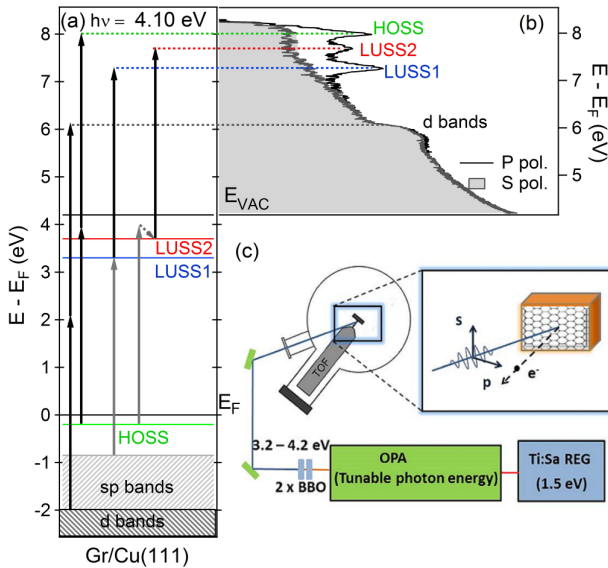 (a) hν = 4.10 eV
8
7
6
5
4
3
2
1
0
-1
-2
E - E_F (eV)
HOSS
LUSS2
LUSS1
d bands
(b)
P pol.
S pol.
8
7
6
5
E - E_F (eV)
E_VAC
LUSS2
LUSS1
E_F
HOSS
sp bands
d bands
Gr/Cu(111)
(c)
TOF
s
p
e-
3.2 – 4.2 eV
2 x BBO
OPA
(Tunable photon energy)
Ti:Sa REG
(1.5 eV)